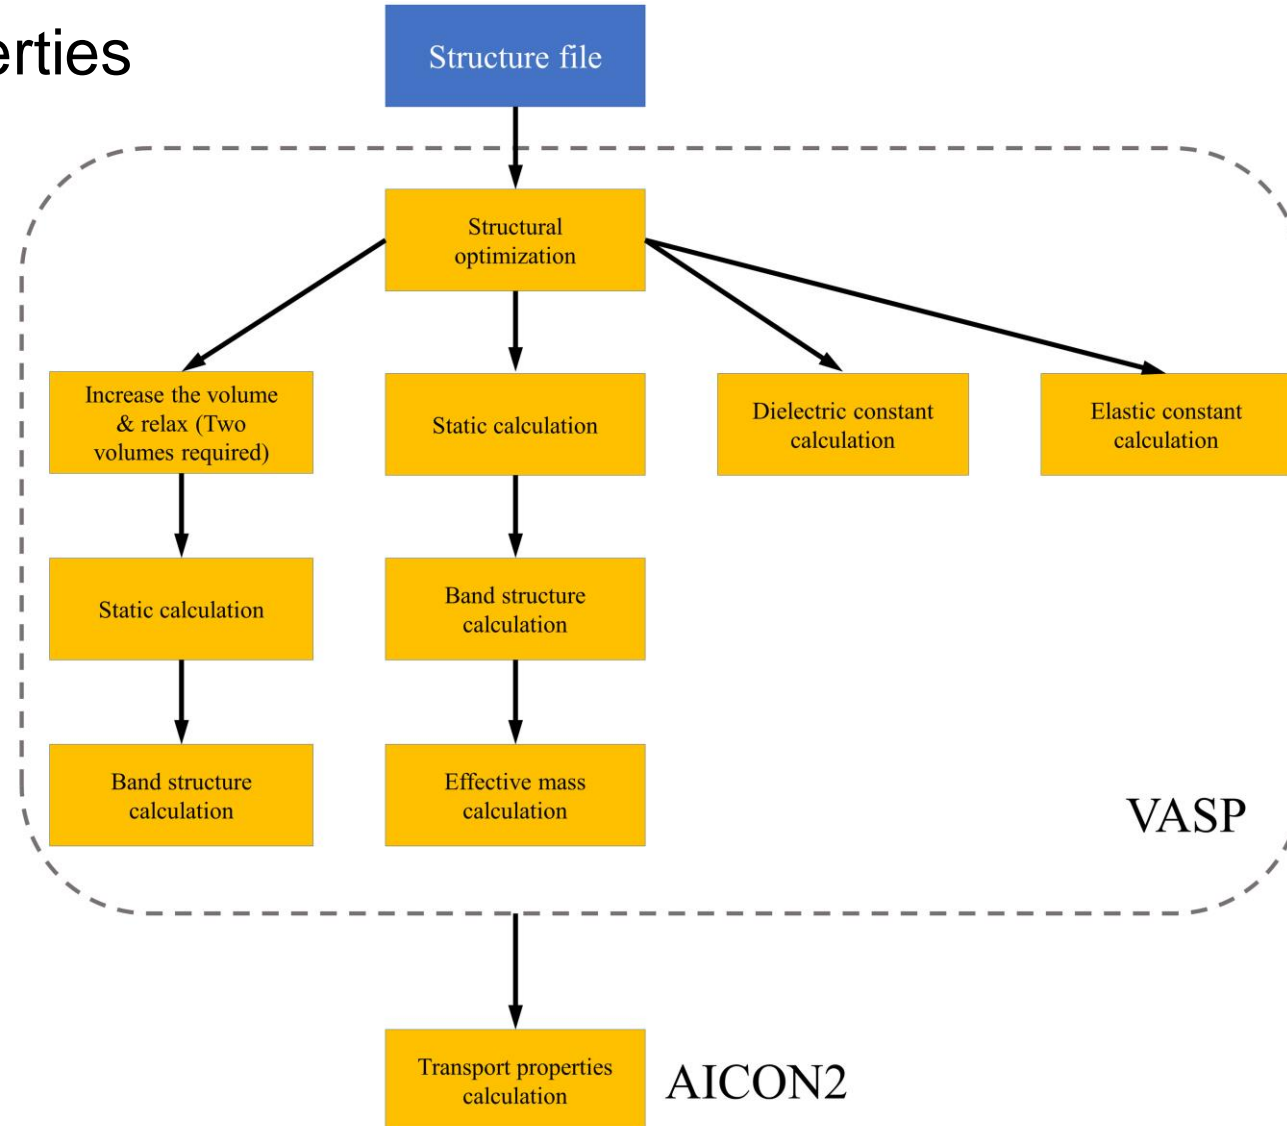 erties
Structure file
Structural
optimization
Increase the volume
& relax (Two
volumes required)
Static calculation
Dielectric constant
calculation
Elastic constant
calculation
Static calculation
Band structure
calculation
Band structure
calculation
Effective mass
calculation
VASP
Transport properties
calculation
AICON2